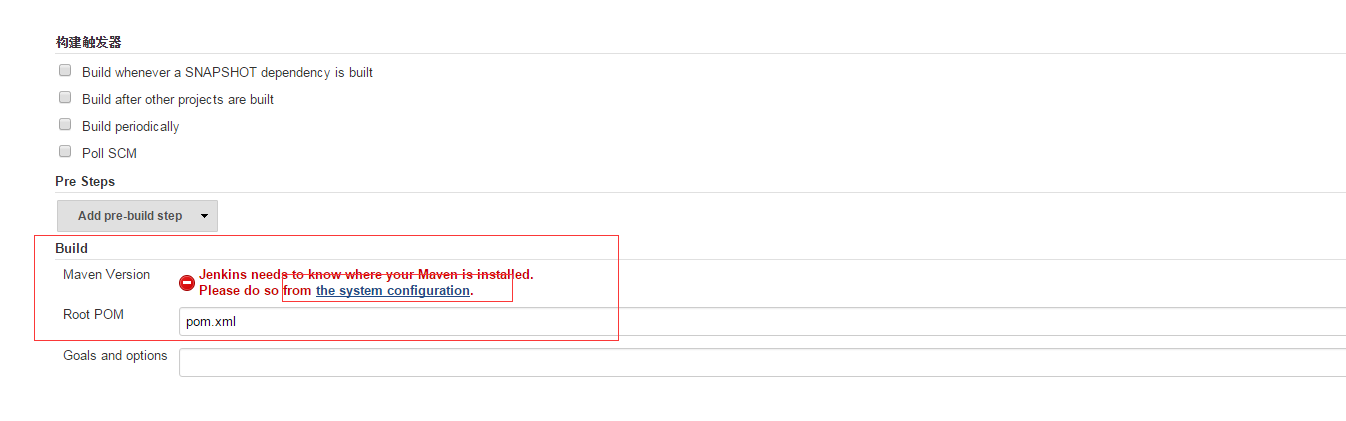 构建触发器
Build whenever a SNAPSHOT dependency is built
Build after other projects are built
Build periodically
Poll SCM
Pre Steps
Add pre-build step
Build
Maven Version
Jenkins needs to know where your Maven is installed.
Please do so from the system configuration.
Root POM
pom.xml
Goals and options